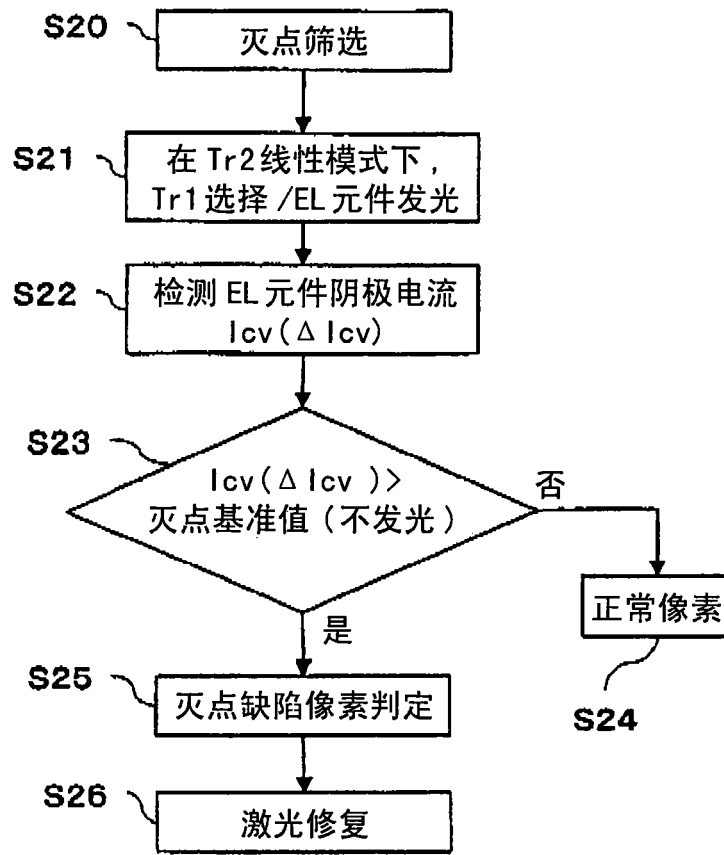 S20
灭点筛选
S21
在 Tr2线性模式下，
Tr1选择/EL元件发光
S22
检测 EL元件阴极电流
Icv(Δ Icv)
S23
Icv(Δ Icv )>
灭点基准值(不发光)
否
正常像素
S24
是
S25
灭点缺陷像素判定
S26
激光修复